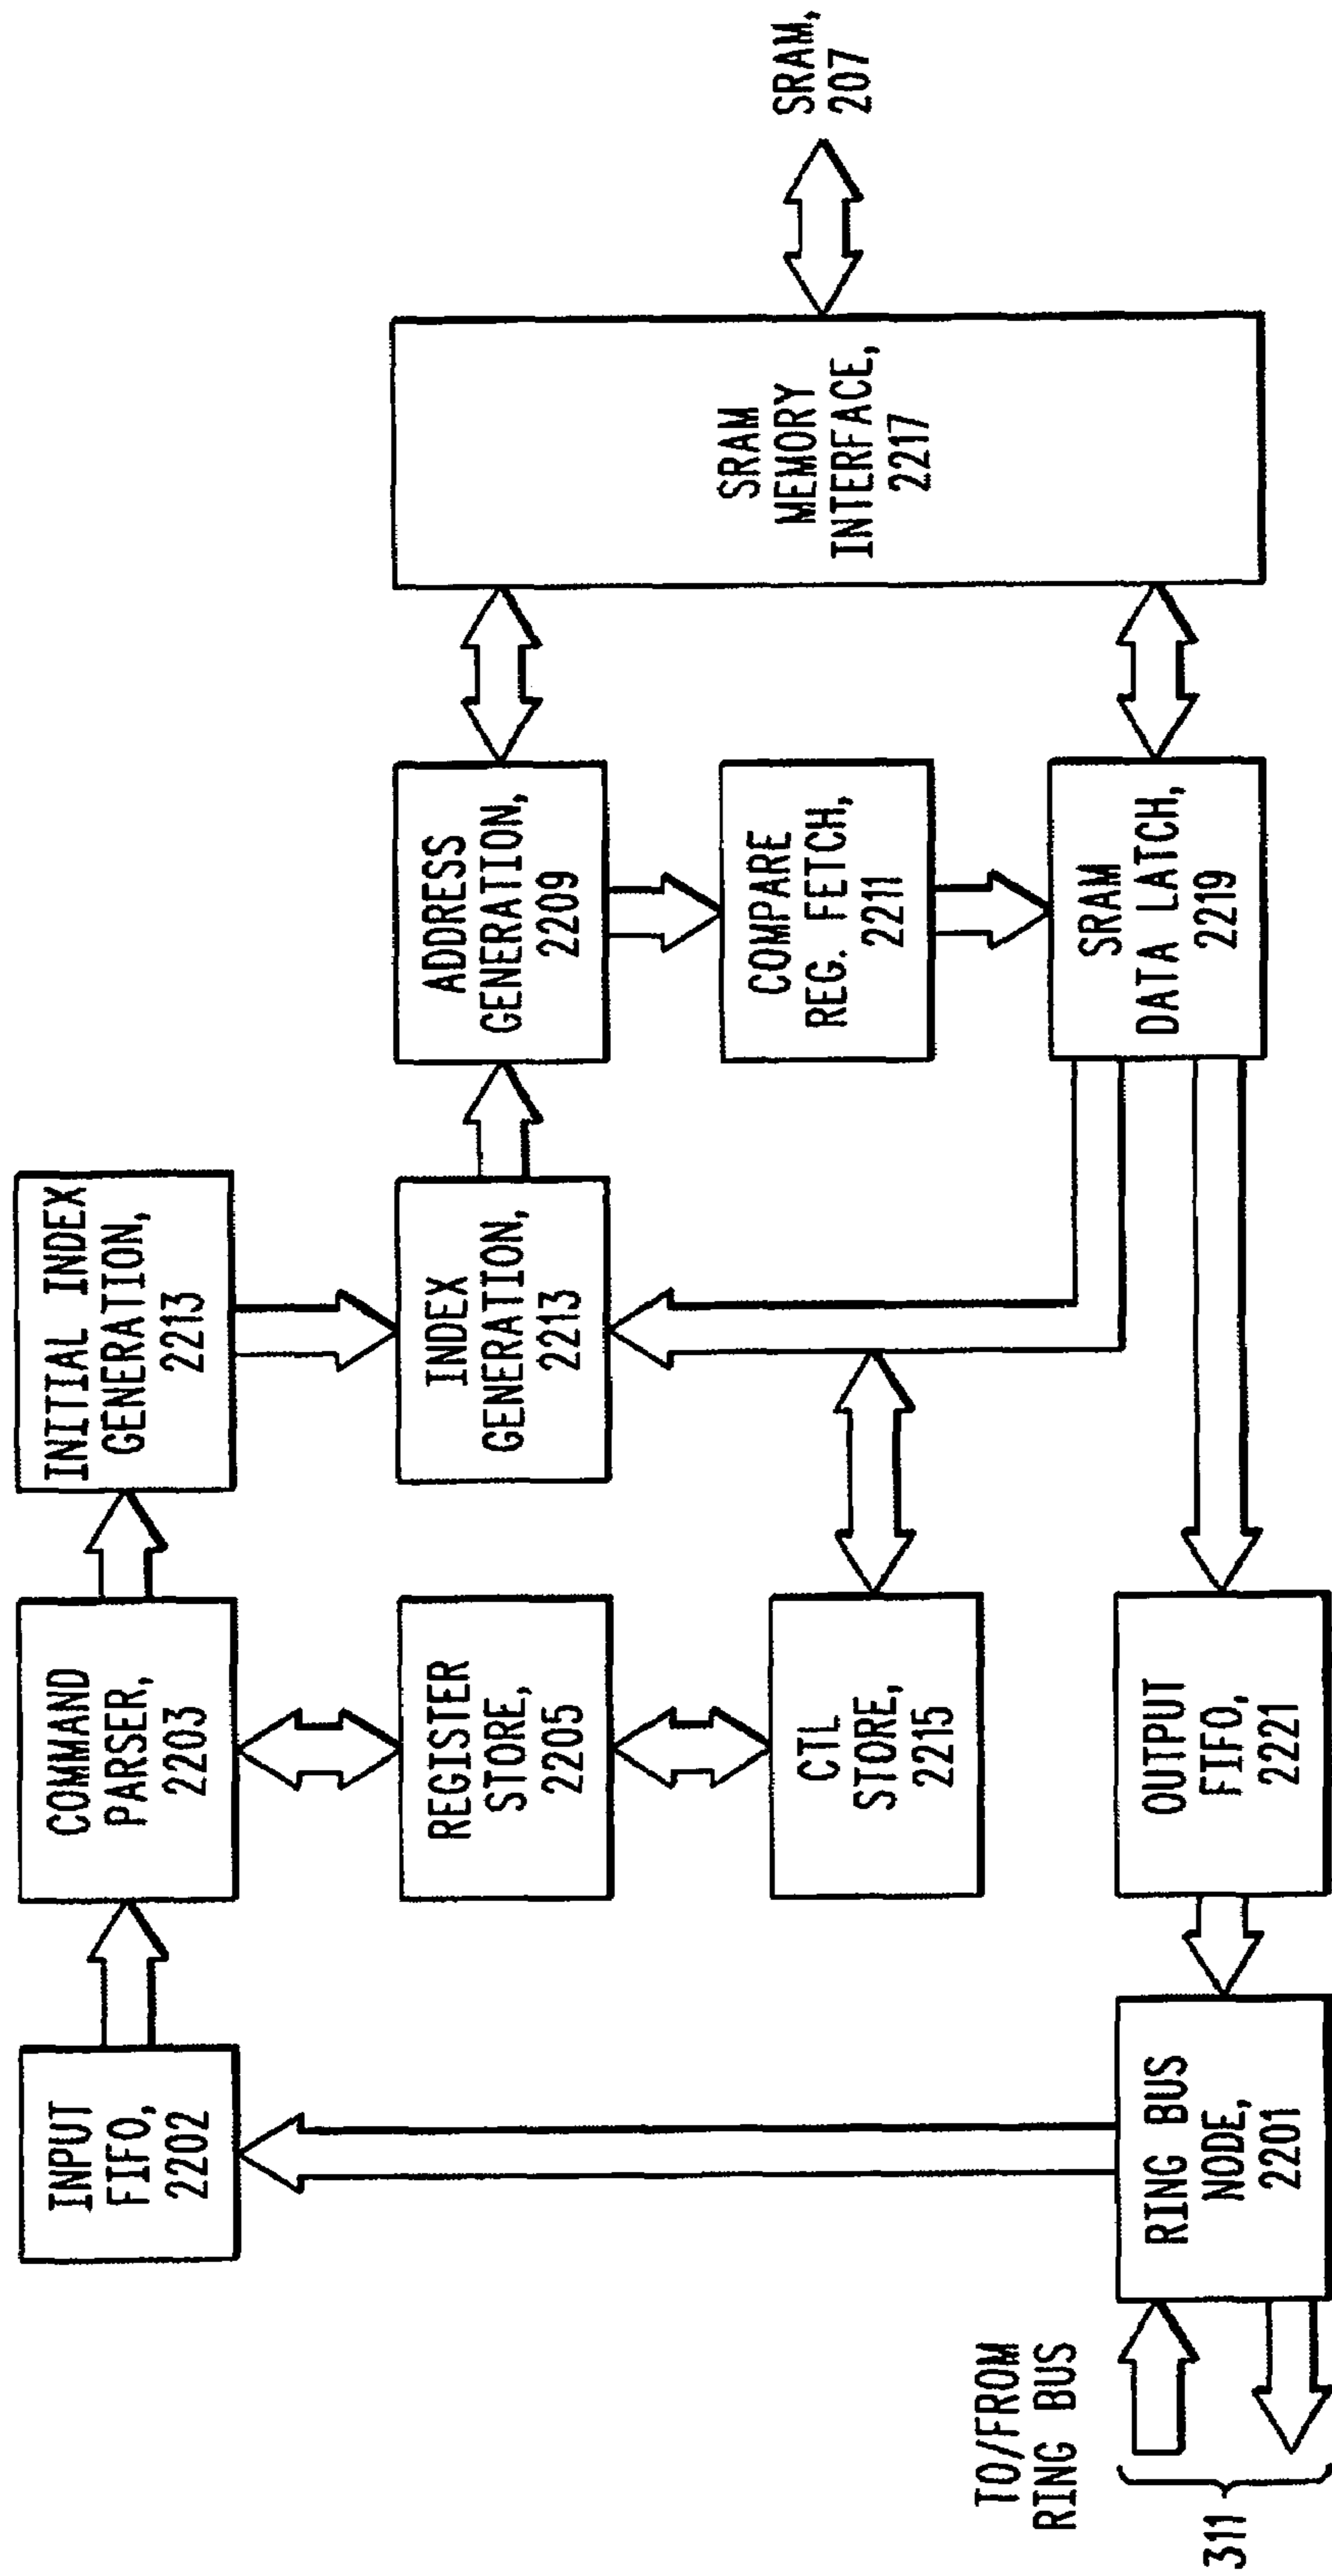 INPUT
FIFO,
2202
COMMAND
PARSER,
2203
INITIAL INDEX
GENERATION,
2213
REGISTER
STORE,
2205
INDEX
GENERATION,
2213
ADDRESS
GENERATION,
2209
CTL
STORE,
2215
COMPARE
REG. FETCH,
2211
SRAM
MEMORY
INTERFACE,
2217
SRAM,
207
TO/FROM
RING BUS
311
RING BUS
NODE,
2201
OUTPUT
FIFO,
2221
SRAM
DATA LATCH,
2219